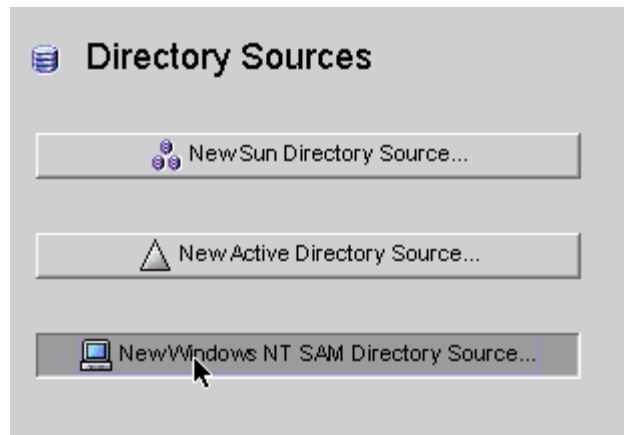 Directory Sources
New Sun Directory Source...
New Active Directory Source...
New Windows NT SAM Directory Source...